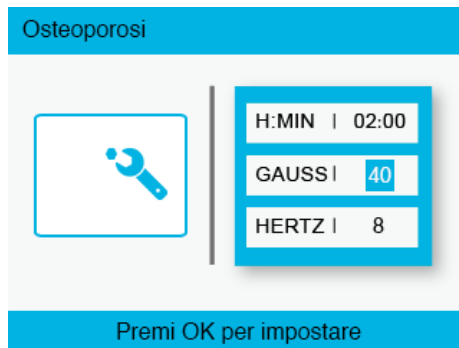 Osteoporosi
H:MIN | 02:00
GAUSS | 40
HERTZ | 8
Premi OK per impostare